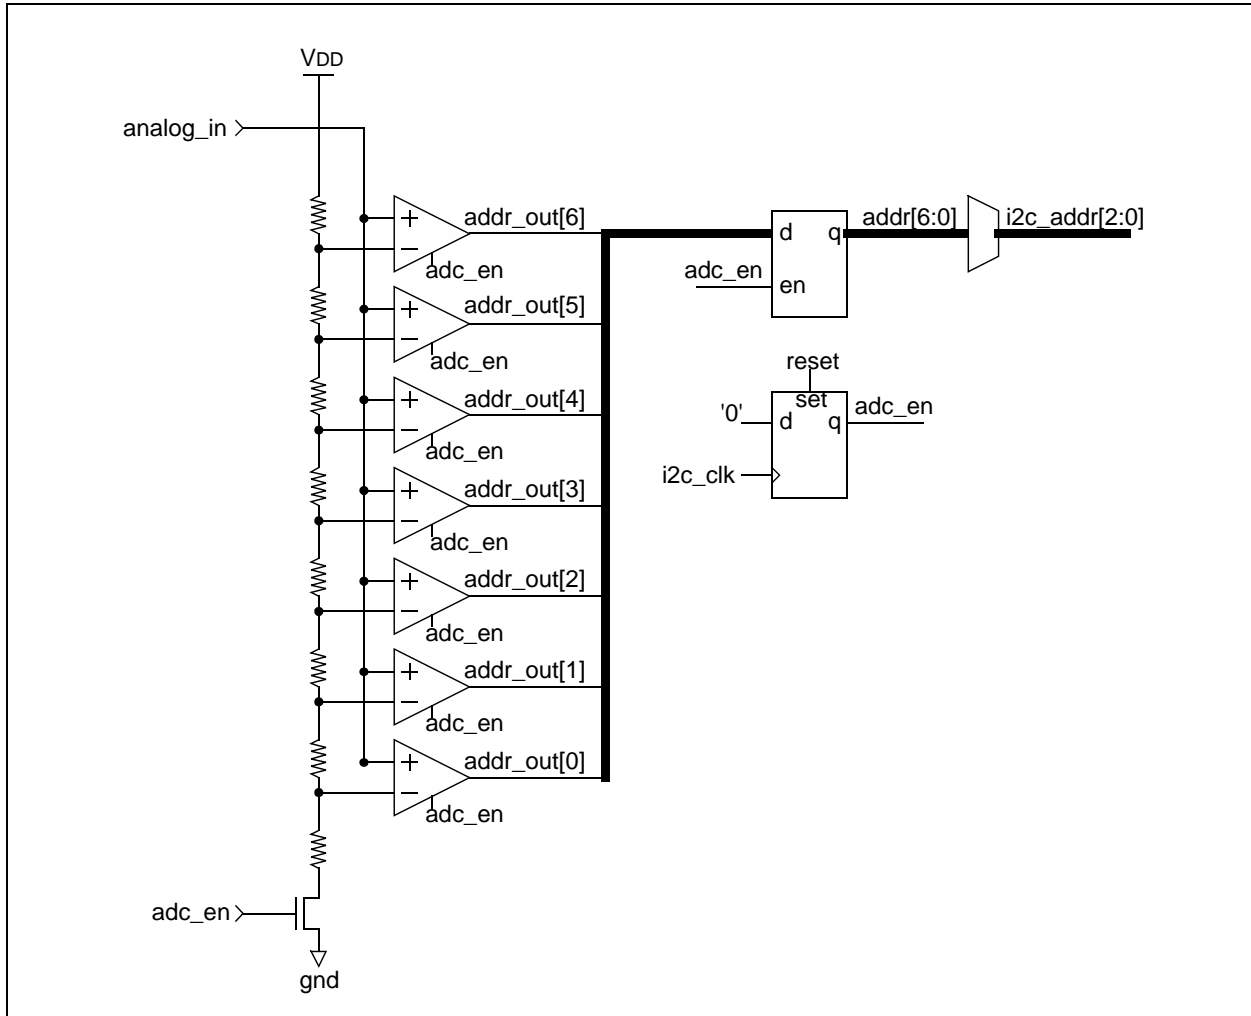 VDD
analog_in
+
−
addr_out[6]
adc_en
+
−
addr_out[5]
adc_en
+
−
addr_out[4]
adc_en
+
−
addr_out[3]
adc_en
+
−
addr_out[2]
adc_en
+
−
addr_out[1]
adc_en
+
−
addr_out[0]
adc_en
adc_en
gnd
d q
adc_en
en
addr[6:0]
i2c_addr[2:0]
reset
set
'0'
d q
adc_en
i2c_clk